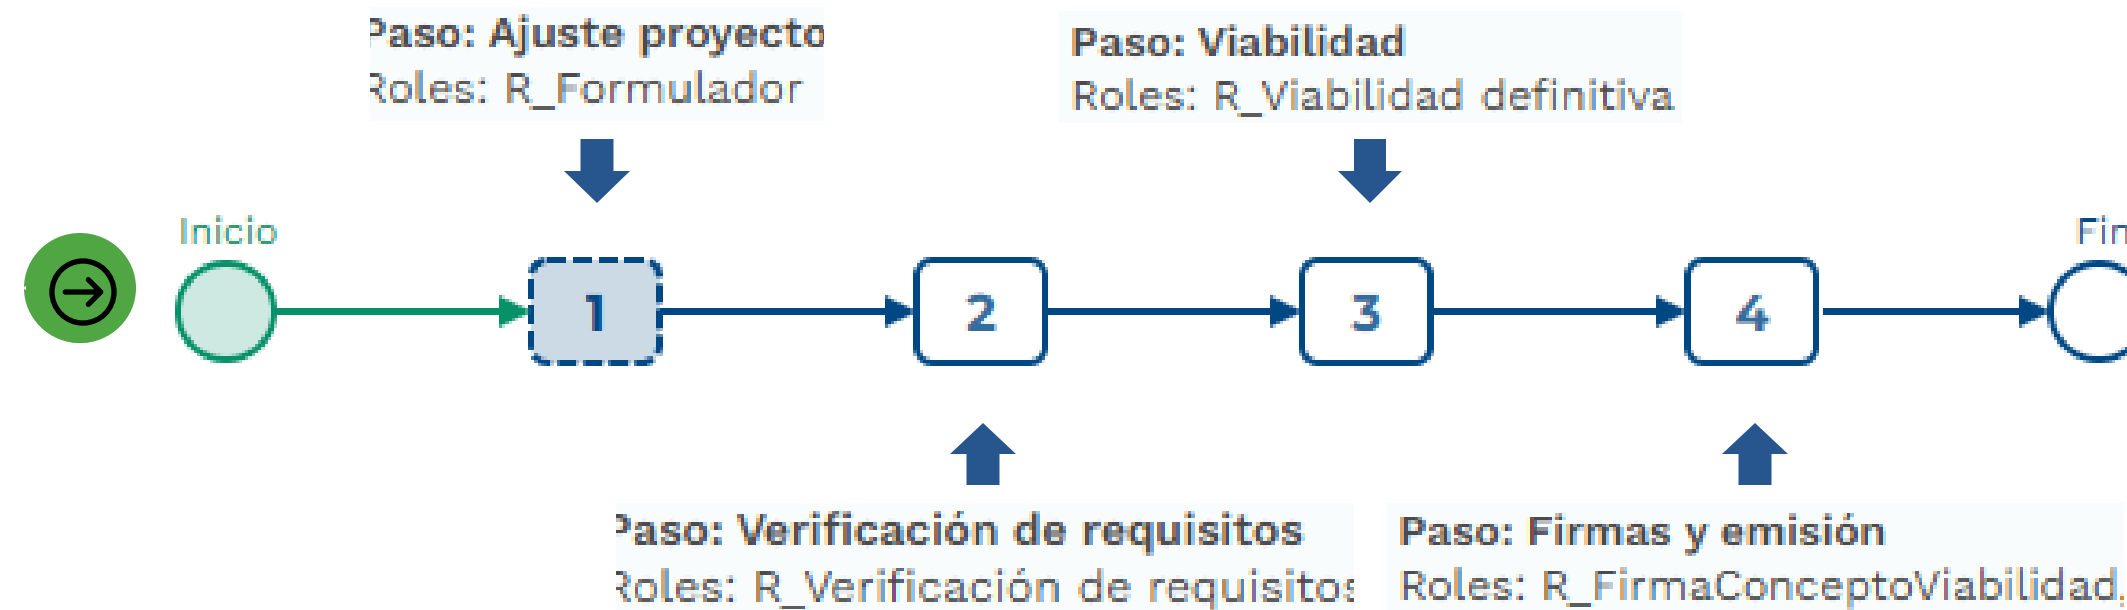 Paso: Ajuste proyecto
Roles: R_Formulador
Paso: Viabilidad
Roles: R_Viabilidad definitiva
Inicio
Fin
1
2
3
4
Paso: Verificación de requisitos
Roles: R_Verificación de requisitos
Paso: Firmas y emisión
Roles: R_FirmaConceptoViabilidad,